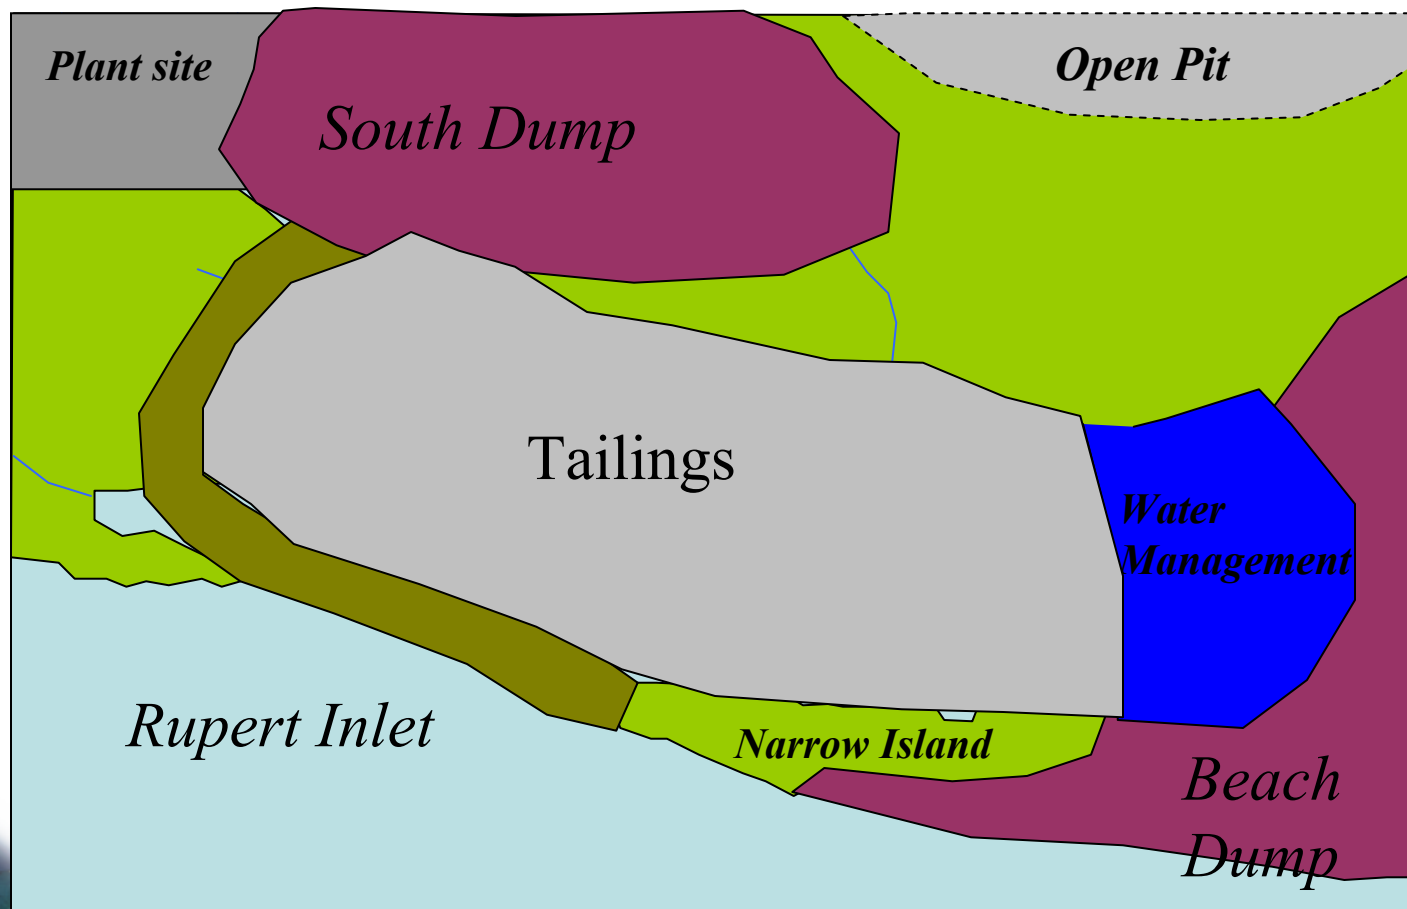 Plant site
Open Pit
South Dump
Tailings
Water
Management
Rupert Inlet
Narrow Island
Beach
Dump